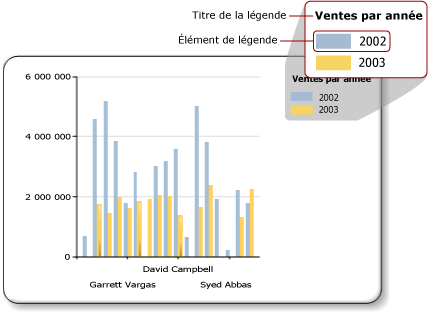 Titre de la légende
Ventes par année
Élément de légende
2002
2003
Ventes par année
2002
2003
6 000 000
4 000 000
2 000 000
0
David Campbell
Garrett Vargas
Syed Abbas